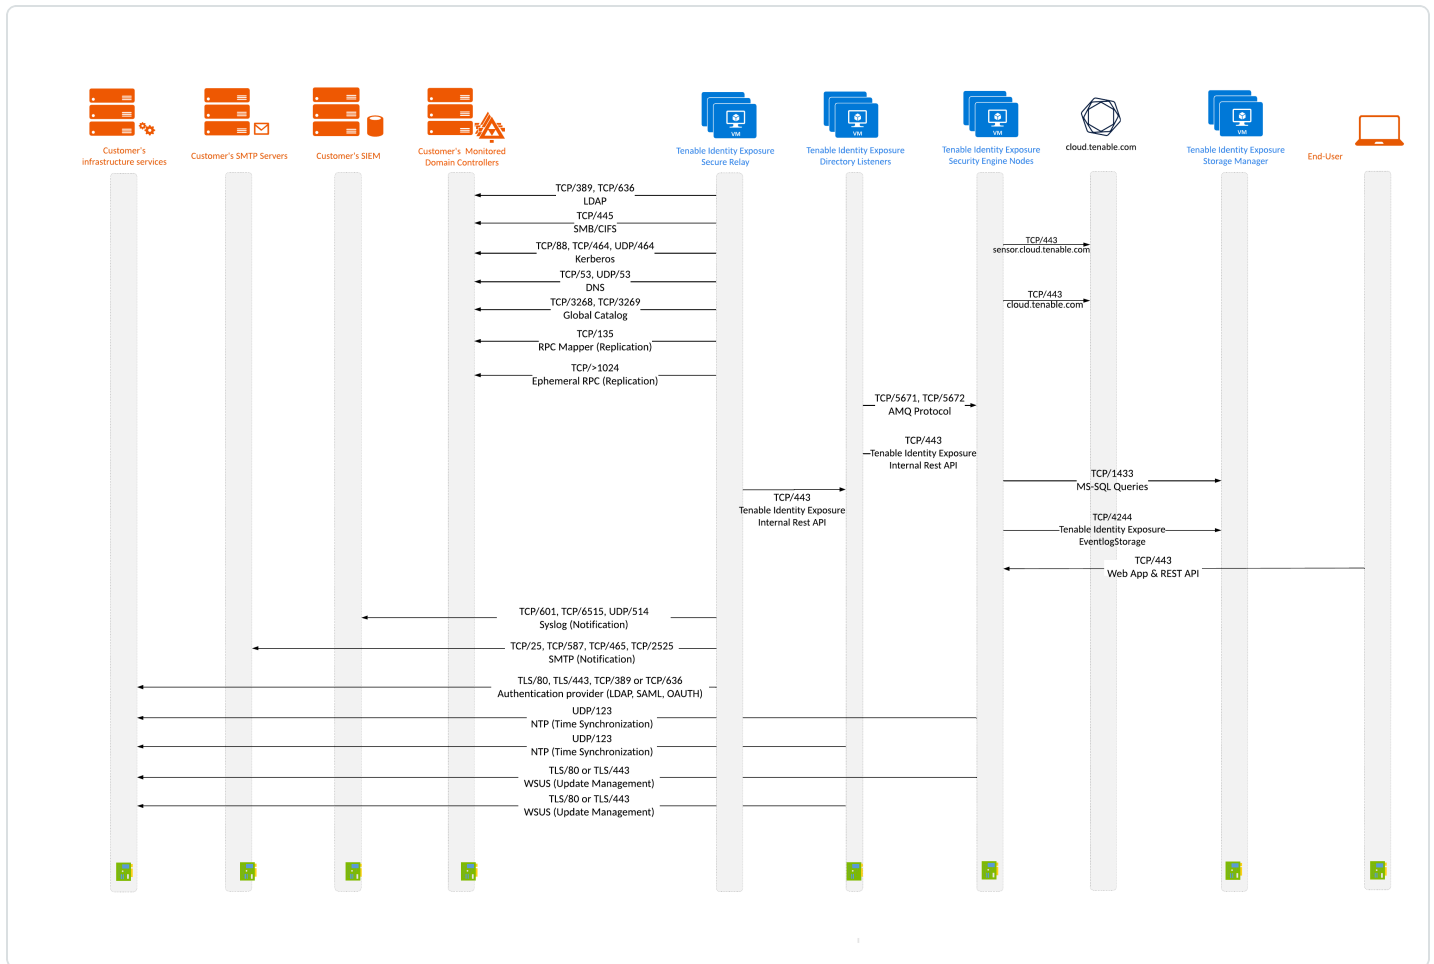 Customer's
infrastructure services
Customer's SMTP Servers
Customer's SIEM
Customer's Monitored
Domain Controllers
VM
Tenable Identity Exposure
Secure Relay
VM
Tenable Identity Exposure
Directory Listeners
VM
Tenable Identity Exposure
Security Engine Nodes
cloud.tenable.com
VM
Tenable Identity Exposure
Storage Manager
End-User
TCP/389, TCP/636
LDAP
TCP/445
SMB/CIFS
TCP/88, TCP/464, UDP/464
Kerberos
TCP/53, UDP/53
DNS
TCP/3268, TCP/3269
Global Catalog
TCP/135
RPC Mapper (Replication)
TCP/>1024
Ephemeral RPC (Replication)
TCP/443
sensor.cloud.tenable.com
TCP/443
cloud.tenable.com
TCP/5671, TCP/5672
AMQ Protocol
TCP/443
Tenable Identity Exposure
Internal Rest API
TCP/443
Tenable Identity Exposure
Internal Rest API
TCP/1433
MS-SQL Queries
TCP/4244
Tenable Identity Exposure
EventlogStorage
TCP/443
Web App & REST API
TCP/601, TCP/6515, UDP/514
Syslog (Notification)
TCP/25, TCP/587, TCP/465, TCP/2525
SMTP (Notification)
TLS/80, TLS/443, TCP/389 or TCP/636
Authentication provider (LDAP, SAML, OAUTH)
UDP/123
NTP (Time Synchronization)
UDP/123
NTP (Time Synchronization)
TLS/80 or TLS/443
WSUS (Update Management)
TLS/80 or TLS/443
WSUS (Update Management)